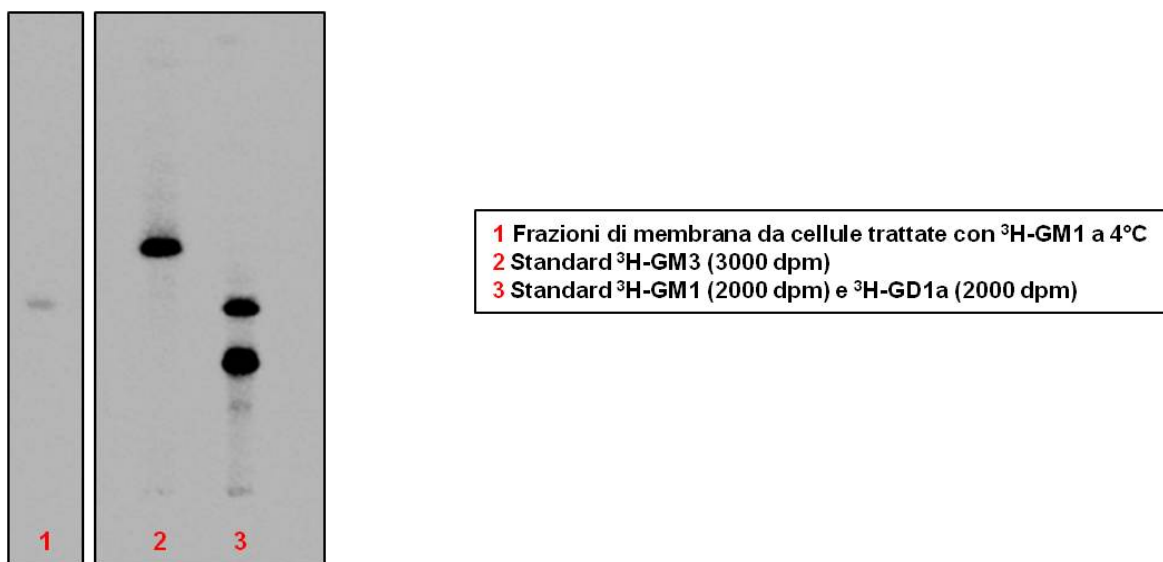 1 2 3
1 Frazioni di membrana da cellule trattate con ³H-GM1 a 4°C
2 Standard ³H-GM3 (3000 dpm)
3 Standard ³H-GM1 (2000 dpm) e ³H-GD1a (2000 dpm)